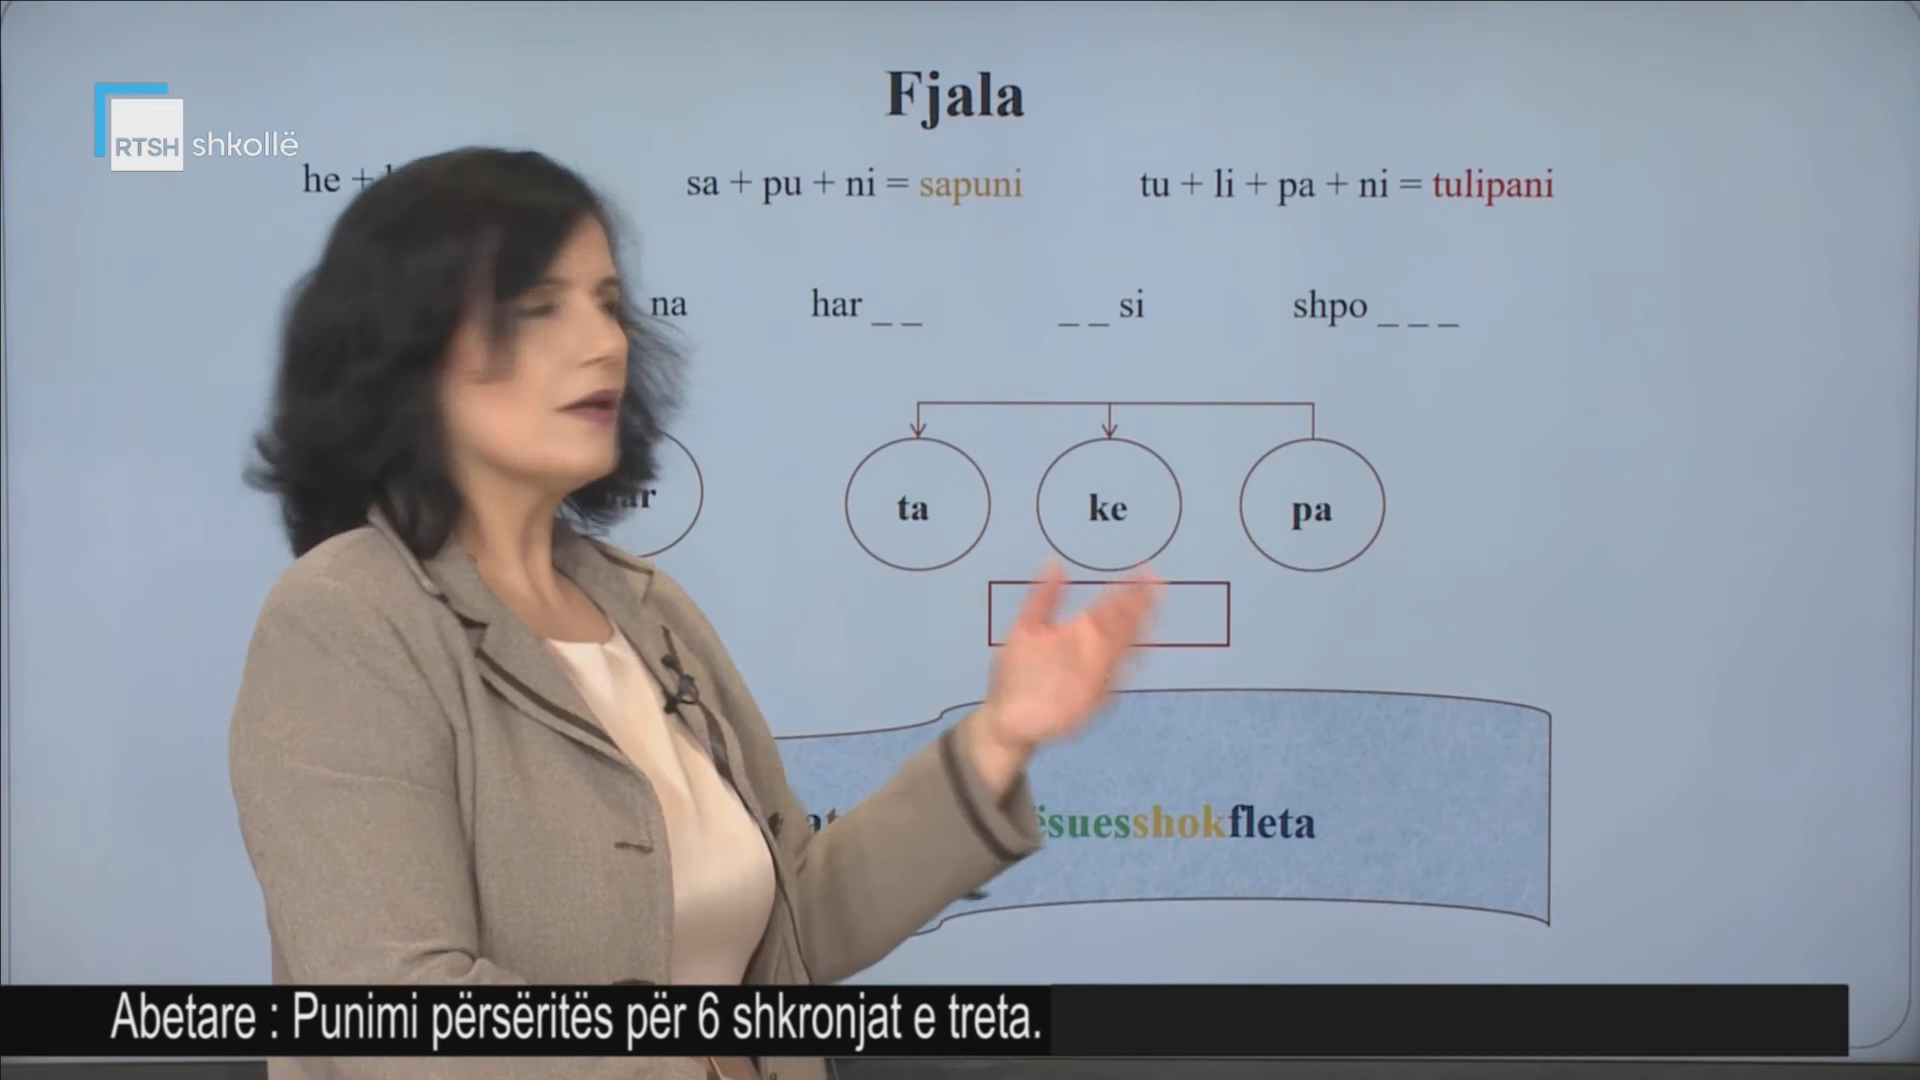 Fjala
RTSH shkollë
he +
sa + pu + ni = sapuni
tu + li + pa + ni = tulipani
na
har _ _
_ _ si
shpo _ _ _
ta
ke
pa
ësuesshokfleta
Abetare : Punimi përsëritës për 6 shkronjat e treta.